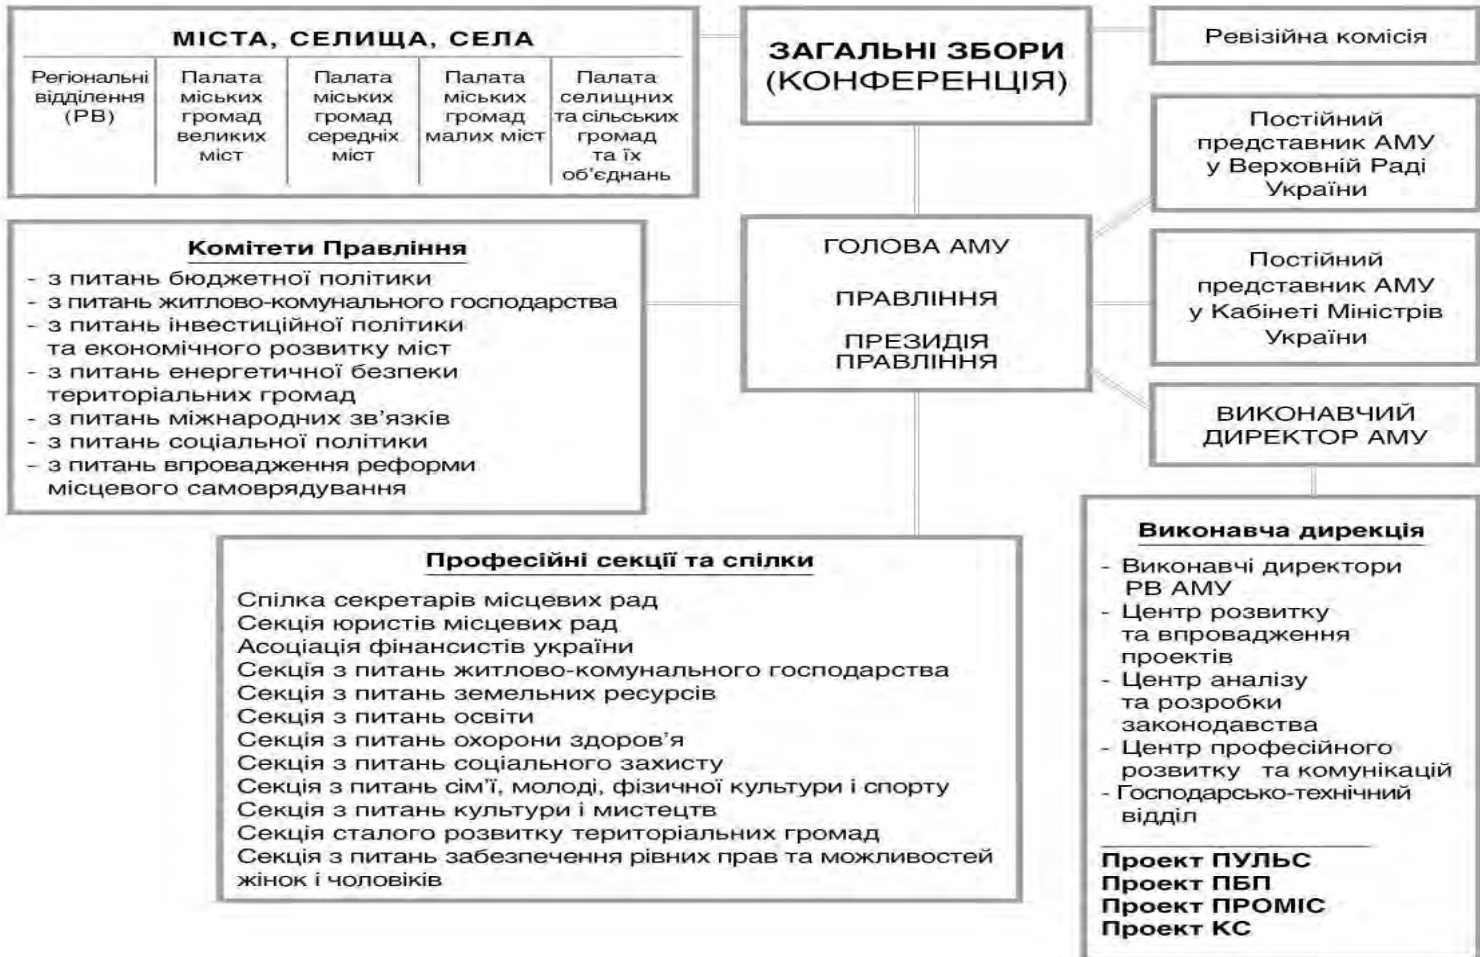 МІСТА, СЕЛИЩА, СЕЛА
Регіональні
відділення
(РВ)
Палата
міських
громад
великих
міст
Палата
міських
громад
середніх
міст
Палата
міських
громад
малих міст
Палата
селищних
та сільських
громад
та їх
об'єднань
ЗАГАЛЬНІ ЗБОРИ
(КОНФЕРЕНЦІЯ)
Ревізійна комісія
Постійний
представник АМУ
у Верховній Раді
України
Комітети Правління
- з питань бюджетної політики
- з питань житлово-комунального господарства
- з питань інвестиційної політики
та економічного розвитку міст
- з питань енергетичної безпеки
територіальних громад
- з питань міжнародних зв'язків
- з питань соціальної політики
- з питань впровадження реформи
місцевого самоврядування
ГОЛОВА АМУ
ПРАВЛІННЯ
ПРЕЗИДІЯ
ПРАВЛІННЯ
Постійний
представник АМУ
у Кабінеті Міністрів
України
ВИКОНАВЧИЙ
ДИРЕКТОР АМУ
Професійні секції та спілки
Спілка секретарів місцевих рад
Секція юристів місцевих рад
Асоціація фінансистів україни
Секція з питань житлово-комунального господарства
Секція з питань земельних ресурсів
Секція з питань освіти
Секція з питань охорони здоров'я
Секція з питань соціального захисту
Секція з питань сім'ї, молоді, фізичної культури і спорту
Секція з питань культури і мистецтв
Секція сталого розвитку територіальних громад
Секція з питань забезпечення рівних прав та можливостей
жінок і чоловіків
Виконавча дирекція
- Виконавчі директори
РВ АМУ
- Центр розвитку
та впровадження
проектів
- Центр аналізу
та розробки
законодавства
- Центр професійного
розвитку та комунікацій
- Господарсько-технічний
відділ
Проект ПУЛЬС
Проект ПБП
Проект ПРОМІС
Проект КС